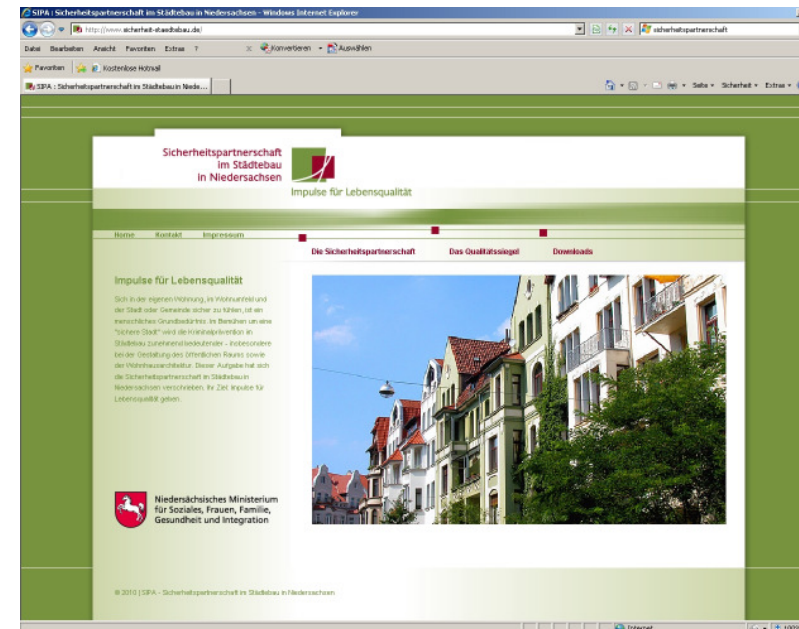 SIPA : Sicherheitspartnerschaft im Städtebau in Niedersachsen - Windows Internet Explorer
http://www.sicherheit-staedtebau.de/
sicherheitspartnerschaft
Datei Bearbeiten Ansicht Favoriten Extras ? x Konvertieren Auswählen
Favoriten Kostenlose Hotmail
SIPA : Sicherheitspartnerschaft im Städtebau in Niede... Seite Sicherheit Extras
Sicherheitspartnerschaft
im Städtebau
in Niedersachsen
Impulse für Lebensqualität
Home Kontakt Impressum
Die Sicherheitspartnerschaft Das Qualitätssiegel Downloads
Impulse für Lebensqualität
Sich in der eigenen Wohnung, im Wohnumfeld und
der Stadt oder Gemeinde sicher zu fühlen, ist ein
menschliches Grundbedürfnis. Im Bemühen um eine
"sichere Stadt" wird die Kriminalprävention im
Städtebau zunehmend bedeutender - insbesondere
bei der Gestaltung des öffentlichen Raums sowie
der Wohnhausarchitektur. Dieser Aufgabe hat sich
die Sicherheitspartnerschaft im Städtebau in
Niedersachsen verschrieben. Ihr Ziel: Impulse für
Lebensqualität geben.
Niedersächsisches Ministerium
für Soziales, Frauen, Familie,
Gesundheit und Integration
© 2010 | SIPA - Sicherheitspartnerschaft im Städtebau in Niedersachsen
Internet 100%